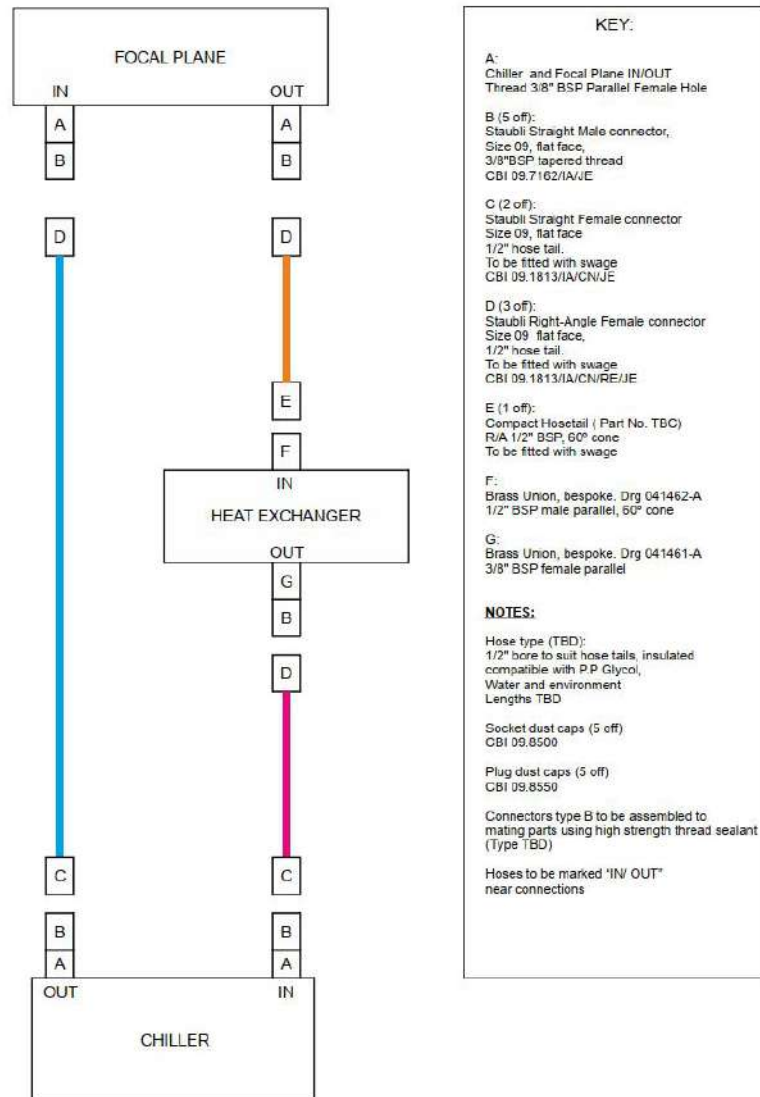 FOCAL PLANE
IN
OUT
A
A
B
B
D
D
E
F
IN
HEAT EXCHANGER
OUT
G
B
D
C
C
B
B
A
A
OUT
IN
CHILLER
KEY:
A:
Chiller and Focal Plane IN/OUT
Thread 3/8" BSP Parallel Female Hole
B (5 off):
Staubli Straight Male connector,
Size 09, flat face,
3/8"BSP tapered thread
CBI 09.7162/IA/JE
C (2 off):
Staubli Straight Female connector
Size 09, flat face
1/2" hose tail.
To be fitted with swage
CBI 09.1813/IA/CN/JE
D (3 off):
Staubli Right-Angle Female connector
Size 09 flat face,
1/2" hose tail.
To be fitted with swage
CBI 09.1813/IA/CN/RE/JE
E (1 off):
Compact Hosetail ( Part No. TBC)
R/A 1/2" BSP, 60º cone
To be fitted with swage
F:
Brass Union, bespoke. Drg 041462-A
1/2" BSP male parallel, 60º cone
G:
Brass Union, bespoke. Drg 041461-A
3/8" BSP female parallel
NOTES:
Hose type (TBD):
1/2" bore to suit hose tails, insulated
compatible with P.P Glycol,
Water and environment
Lengths TBD
Socket dust caps (5 off)
CBI 09.8500
Plug dust caps (5 off)
CBI 09.8550
Connectors type B to be assembled to
mating parts using high strength thread sealant
(Type TBD)
Hoses to be marked "IN/ OUT"
near connections